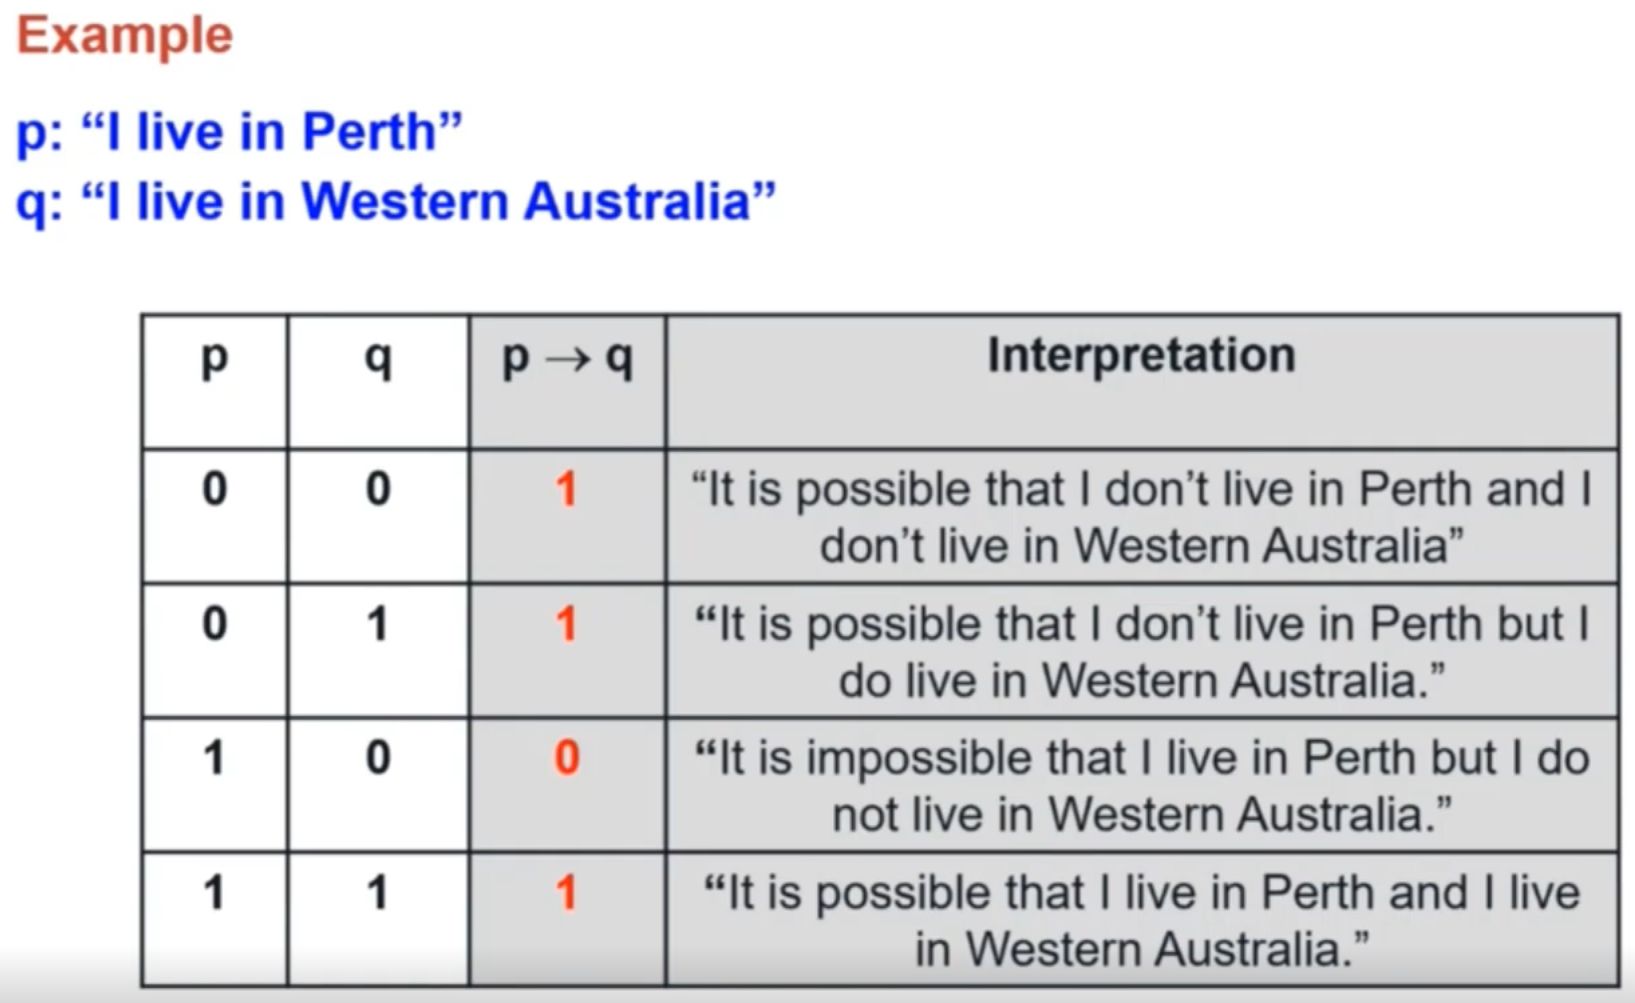 Example
p: “I live in Perth”
q: “I live in Western Australia”
p q p → q Interpretation
0 0 1 “It is possible that I don’t live in Perth and I
don’t live in Western Australia”
0 1 1 “It is possible that I don’t live in Perth but I
do live in Western Australia.”
1 0 0 “It is impossible that I live in Perth but I do
not live in Western Australia.”
1 1 1 “It is possible that I live in Perth and I live
in Western Australia.”